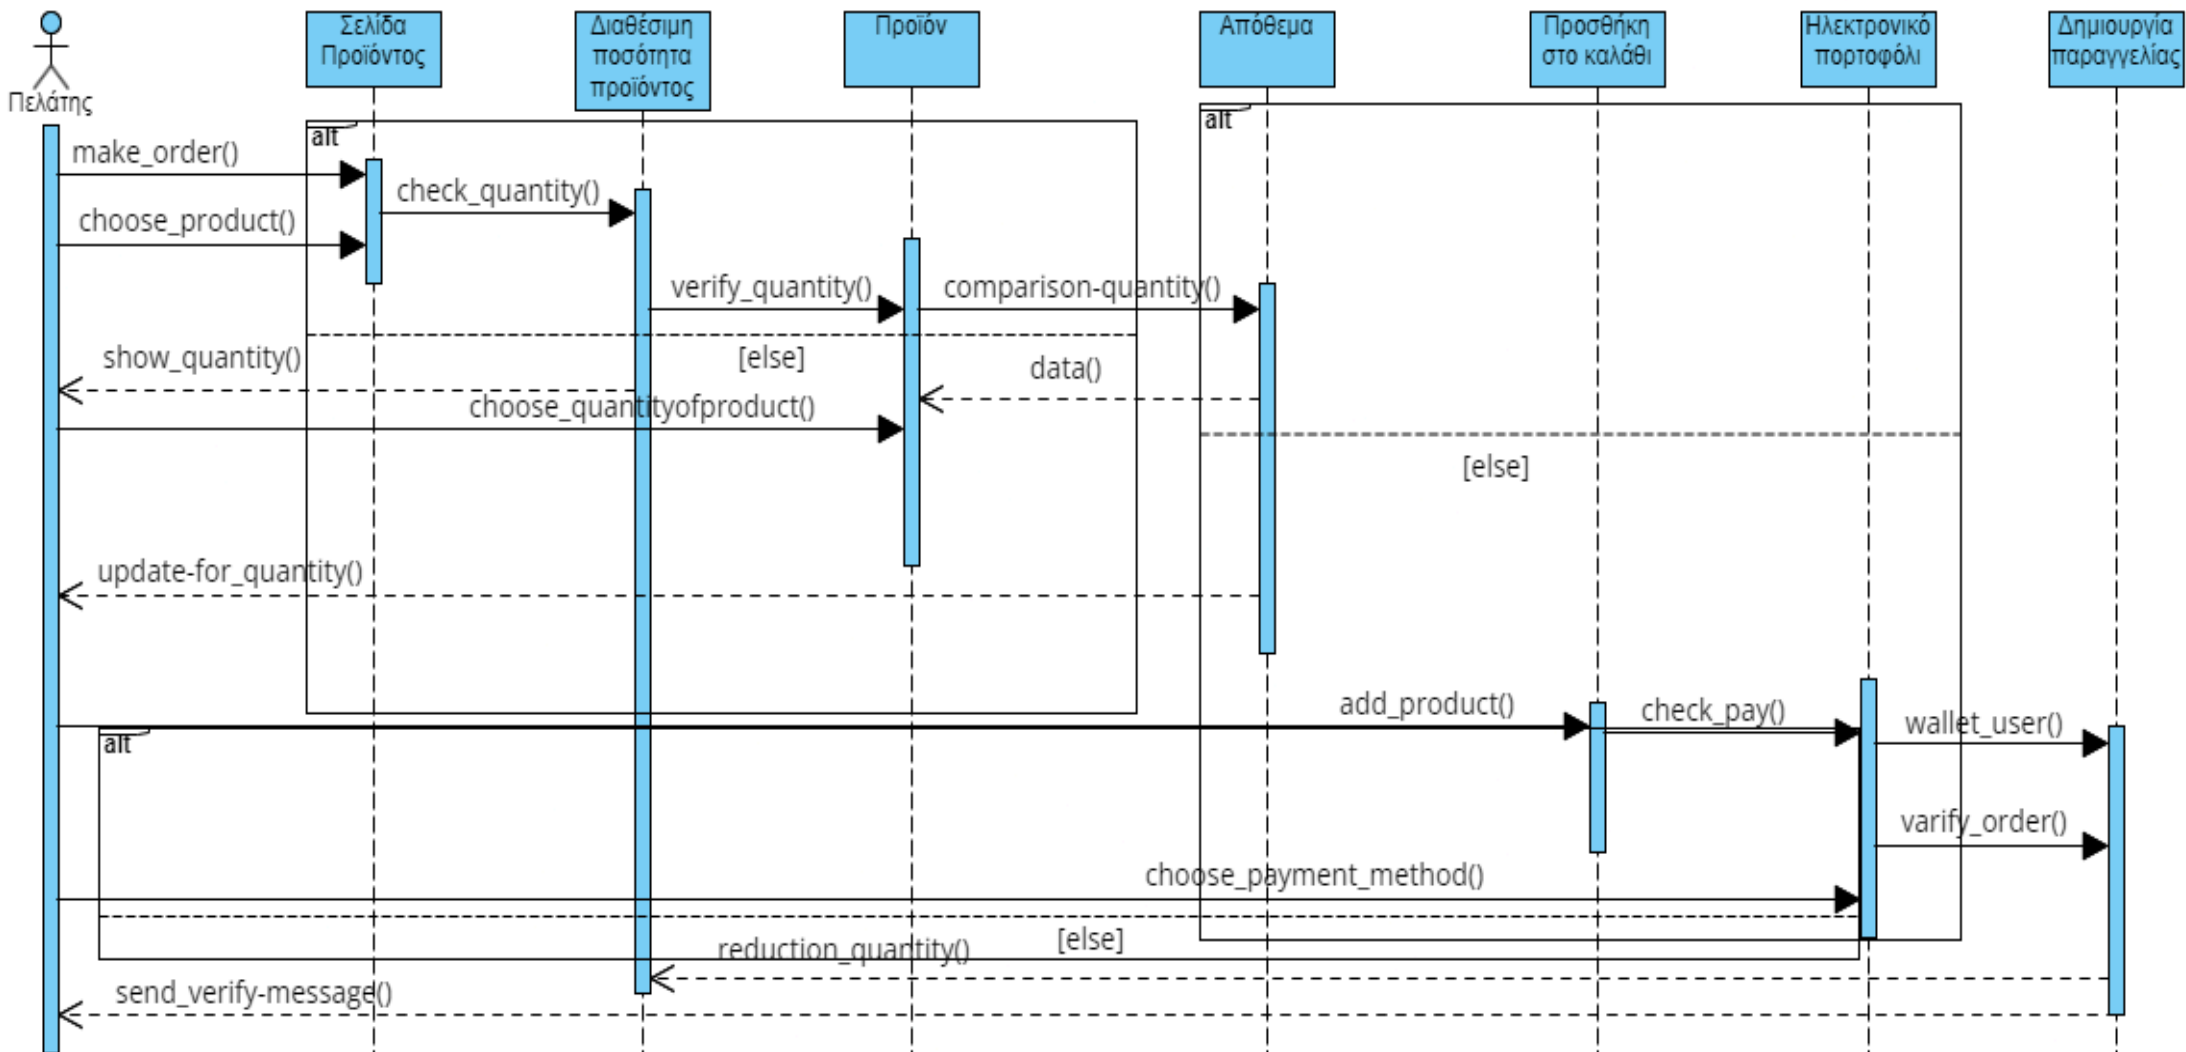 Πελάτης
Σελίδα
Προϊόντος
Διαθέσιμη
ποσότητα
προϊόντος
Προϊόν
Απόθεμα
Προσθήκη
στο καλάθι
Ηλεκτρονικό
πορτοφόλι
Δημιουργία
παραγγελίας
alt
alt
make_order()
check_quantity()
choose_product()
verify_quantity()
comparison-quantity()
show_quantity()
[else]
data()
choose_quantityofproduct()
[else]
update-for_quantity()
add_product()
check_pay()
wallet_user()
alt
varify_order()
choose_payment_method()
[else]
reduction_quantity()
send_verify-message()